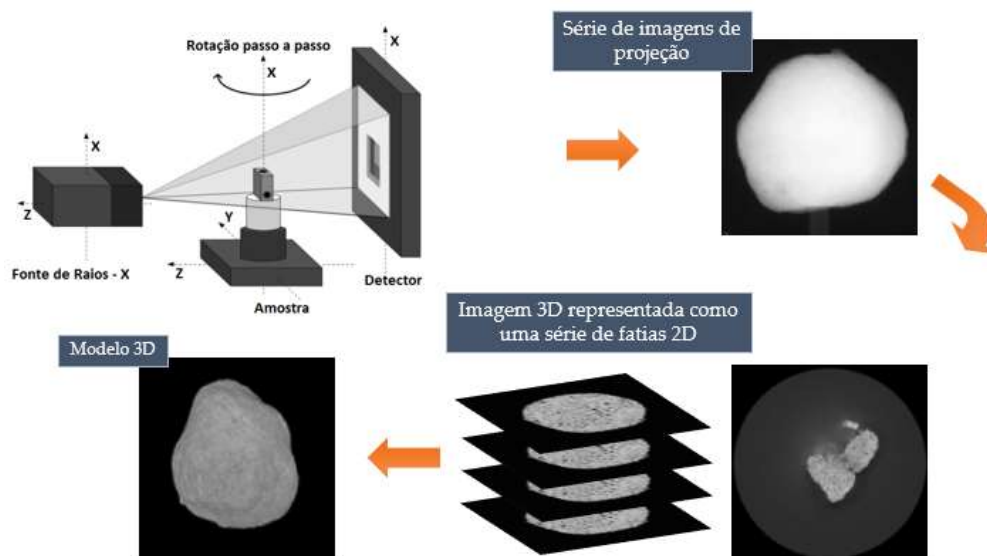 Série de imagens de
projeção
Rotação passo a passo
X
X
X
Z
Y
Z
Fonte de Raios - X
Amostra
Detector
Imagem 3D representada como
uma série de fatias 2D
Modelo 3D